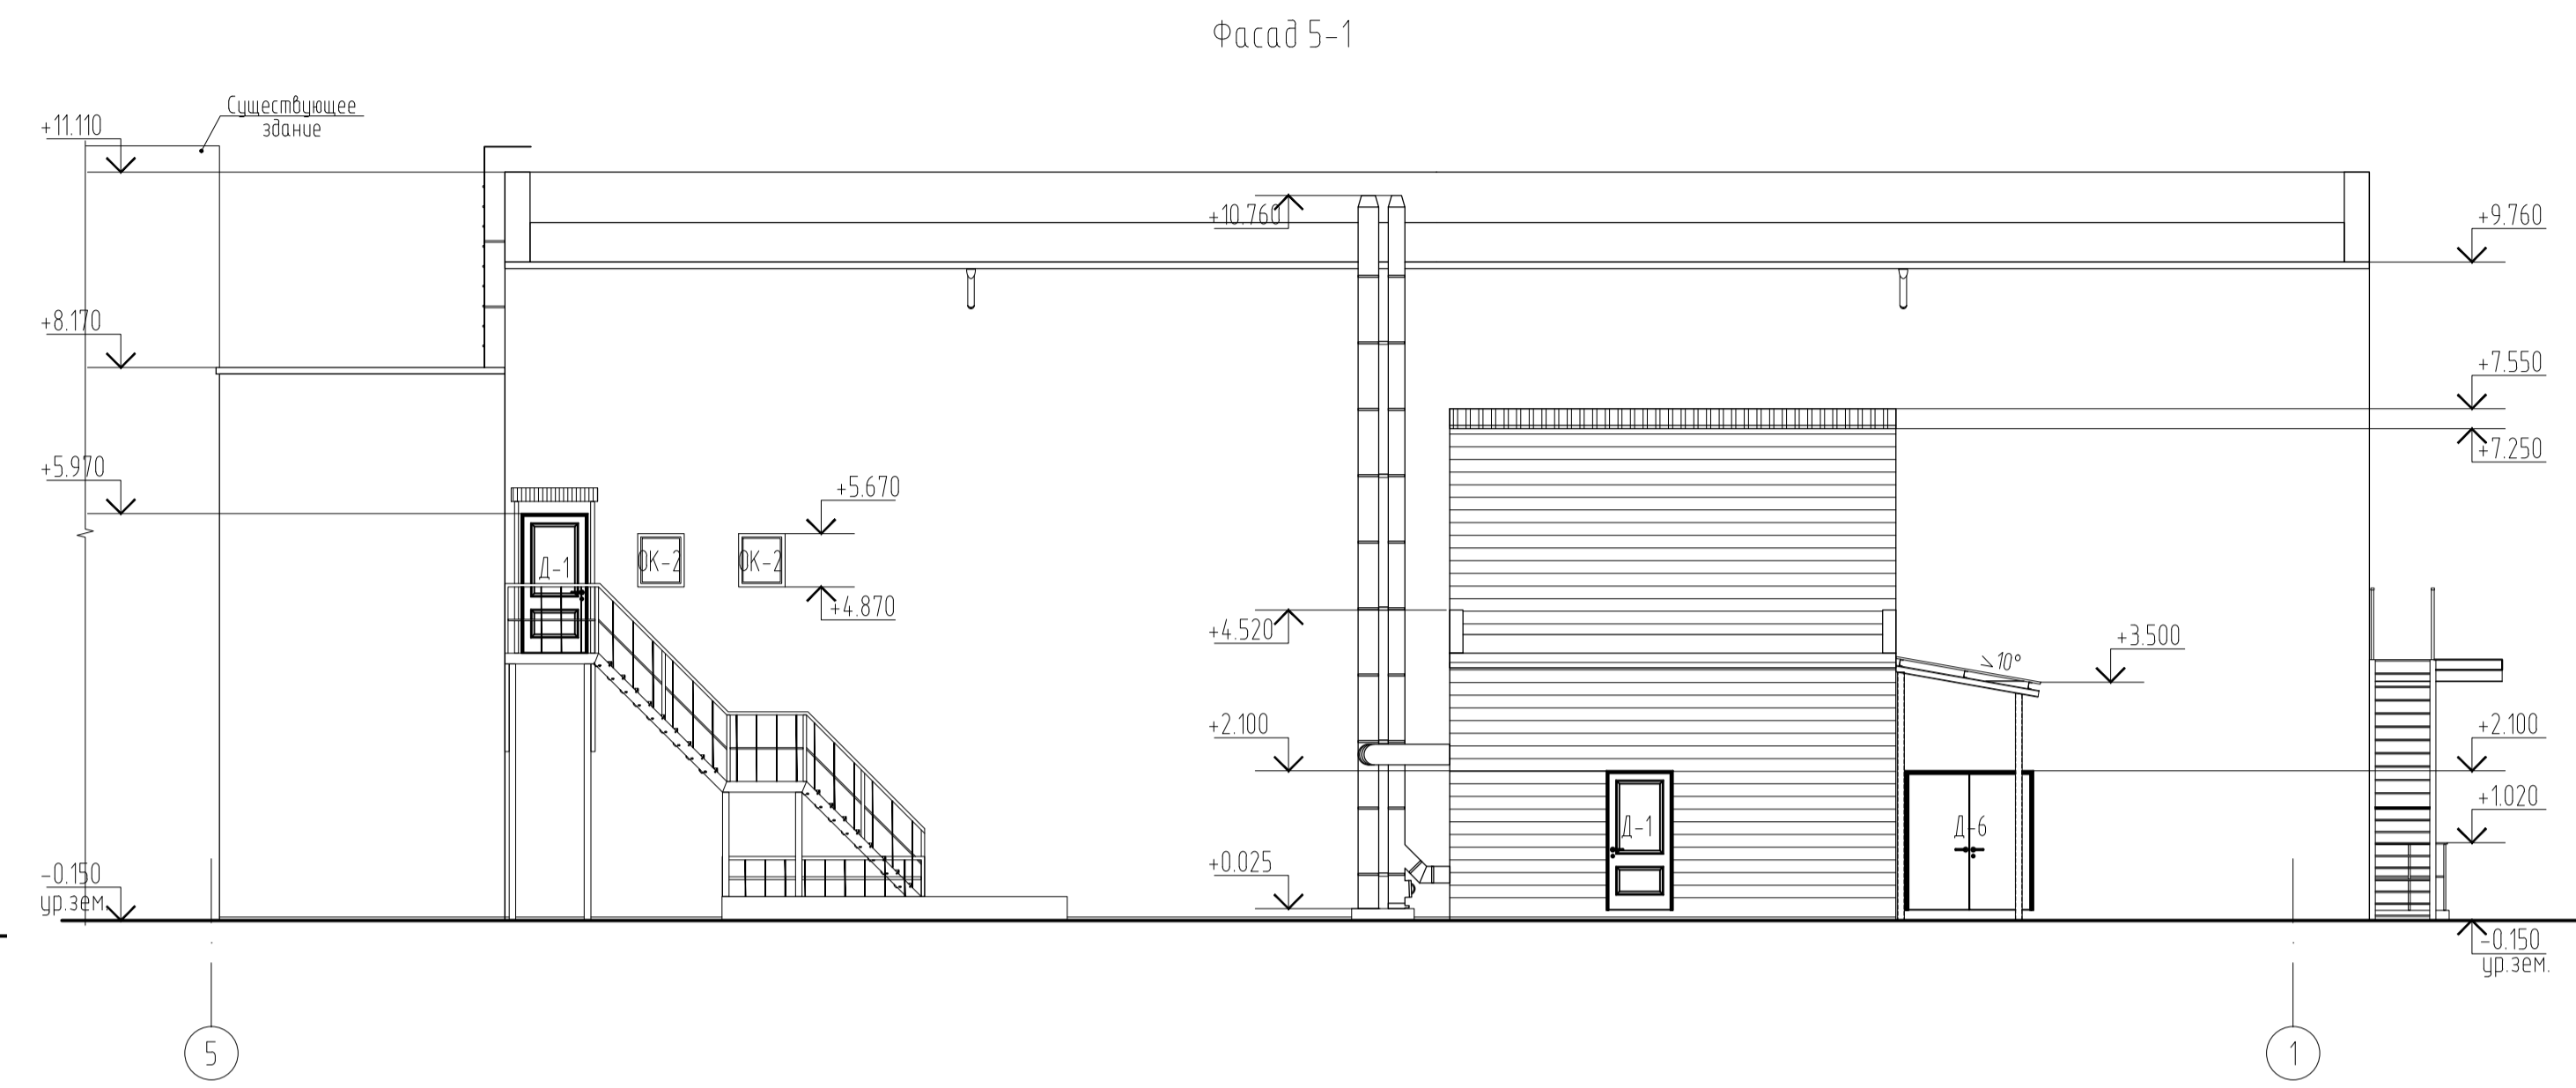 Фасад 5-1
Существующее
здание
+11.110
+10.760
+9.760
+8.170
+7.550
+7.250
+5.970
+5.670
Д-1
ОК-2
ОК-2
+4.870
+4.520
+3.500
10°
+2.100
+2.100
+1.020
Д-1
Д-6
+0.025
-0.150
ур.зем.
-0.150
ур.зем.
5
1